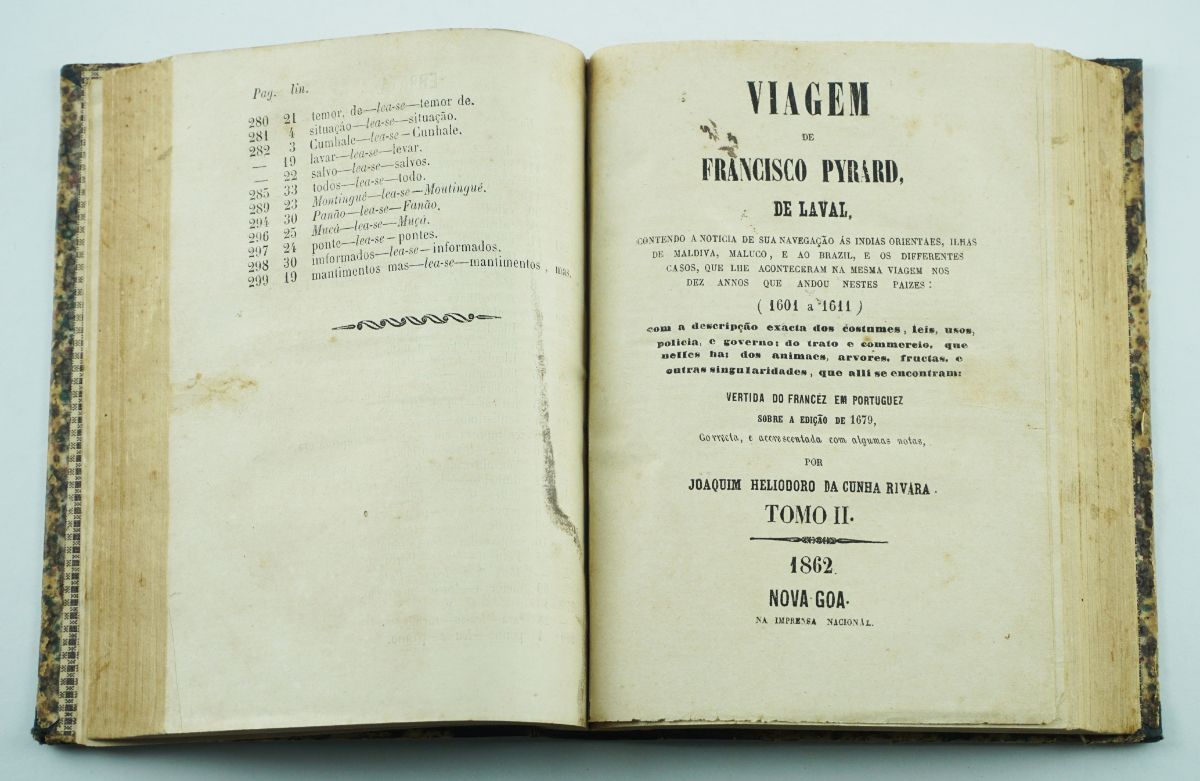 Pag. lin.
280 21 temor, de—lea-se—temor de.
281 4 situação—lea-se—situação.
282 3 Cumbale—lea-se—Cunhale.
— 19 lavar—lea-se—levar.
— 22 salvo—lea-se—salvos.
285 33 todos—lea-se—todo.
289 23 Montinguê—lea-se—Moutingué.
294 30 Panão—lea-se—Fanão.
296 25 Mucá—lea-se—Muçá.
297 24 ponte—lea-se—pontes.
298 30 imformados—lea-se—informados.
299 19 mantimentos mas—lea-se—mantimentos, mas.
VIAGEM
DE
FRANCISCO PYRARD,
DE LAVAL,
CONTENDO A NOTICIA DE SUA NAVEGAÇÃO ÁS INDIAS ORIENTAES, ILHAS
DE MALDIVA, MALUCO, E AO BRAZIL, E OS DIFFERENTES
CASOS, QUE LHE ACONTECERAM NA MESMA VIAGEM NOS
DEZ ANNOS QUE ANDOU NESTES PAIZES:
(1601 a 1611)
com a descripção exacta dos costumes, leis, usos,
policia, e governo; do trato e commercio, que
nelles ha; dos animaes, arvores, fructas, e
outras singularidades, que alli se encontram:
VERTIDA DO FRANCEZ EM PORTUGUEZ
SOBRE A EDIÇÃO DE 1679,
Correcta, e accrescentada com algumas notas,
POR
JOAQUIM HELIODORO DA CUNHA RIVARA.
TOMO II.
1862.
NOVA GOA.
NA IMPRENSA NACIONAL.